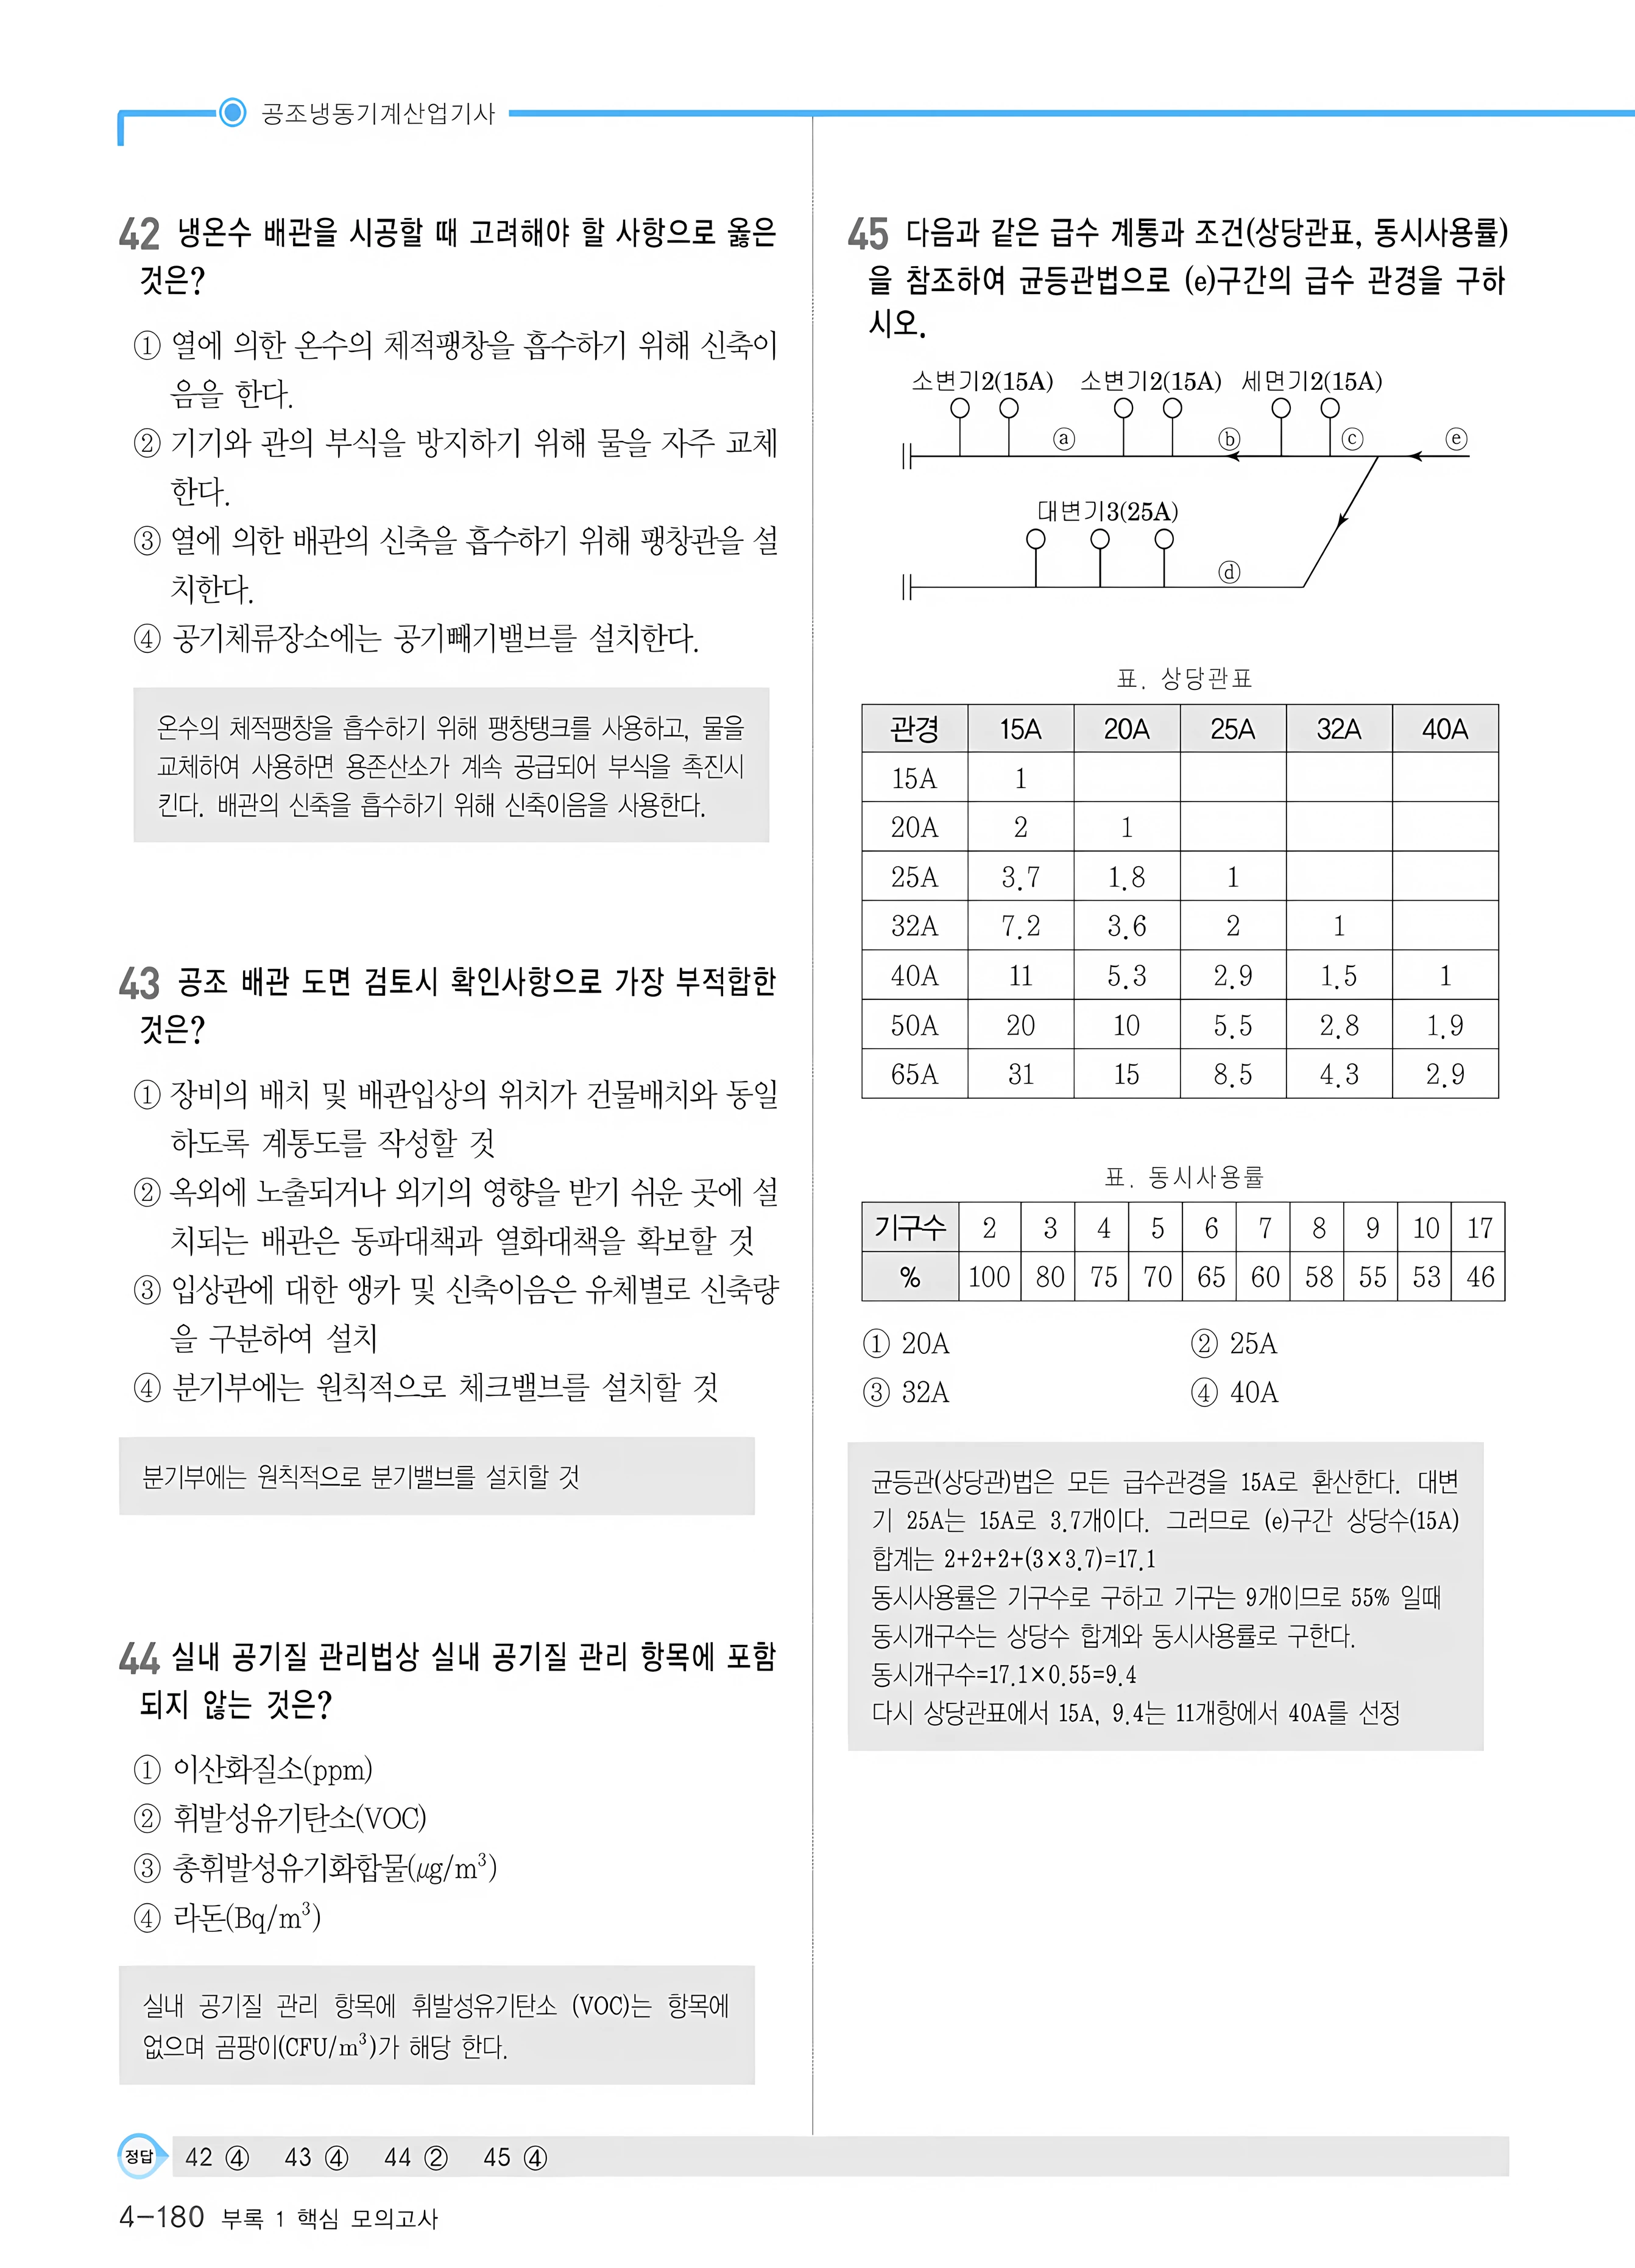 공조냉동기계산업기사
42 냉온수 배관을 시공할 때 고려해야 할 사항으로 옳은
것은?
① 열에 의한 온수의 체적팽창을 흡수하기 위해 신축이
음을 한다.
② 기기와 관의 부식을 방지하기 위해 물을 자주 교체
한다.
③ 열에 의한 배관의 신축을 흡수하기 위해 팽창관을 설
치한다.
④ 공기체류장소에는 공기빼기밸브를 설치한다.
온수의 체적팽창을 흡수하기 위해 팽창탱크를 사용하고, 물을
교체하여 사용하면 용존산소가 계속 공급되어 부식을 촉진시
킨다. 배관의 신축을 흡수하기 위해 신축이음을 사용한다.
43 공조 배관 도면 검토시 확인사항으로 가장 부적합한
것은?
① 장비의 배치 및 배관입상의 위치가 건물배치와 동일
하도록 계통도를 작성할 것
② 옥외에 노출되거나 외기의 영향을 받기 쉬운 곳에 설
치되는 배관은 동파대책과 열화대책을 확보할 것
③ 입상관에 대한 앵카 및 신축이음은 유체별로 신축량
을 구분하여 설치
④ 분기부에는 원칙적으로 체크밸브를 설치할 것
분기부에는 원칙적으로 분기밸브를 설치할 것
44 실내 공기질 관리법상 실내 공기질 관리 항목에 포함
되지 않는 것은?
① 이산화질소(ppm)
② 휘발성유기탄소(VOC)
③ 총휘발성유기화합물(μg/m³)
④ 라돈(Bq/m³)
실내 공기질 관리 항목에 휘발성유기탄소 (VOC)는 항목에
없으며 곰팡이(CFU/m³)가 해당 한다.
45 다음과 같은 급수 계통과 조건(상당관표, 동시사용률)
을 참조하여 균등관법으로 (e)구간의 급수 관경을 구하
시오.
소변기2(15A) 소변기2(15A) 세면기2(15A)
ⓐ ⓑ ⓒ ⓔ
대변기3(25A)
ⓓ
표. 상당관표
관경 15A 20A 25A 32A 40A
15A 1
20A 2 1
25A 3.7 1.8 1
32A 7.2 3.6 2 1
40A 11 5.3 2.9 1.5 1
50A 20 10 5.5 2.8 1.9
65A 31 15 8.5 4.3 2.9
표. 동시사용률
기구수 2 3 4 5 6 7 8 9 10 17
% 100 80 75 70 65 60 58 55 53 46
① 20A ② 25A
③ 32A ④ 40A
균등관(상당관)법은 모든 급수관경을 15A로 환산한다. 대변
기 25A는 15A로 3.7개이다. 그러므로 (e)구간 상당수(15A)
합계는 2+2+2+(3×3.7)=17.1
동시사용률은 기구수로 구하고 기구는 9개이므로 55% 일때
동시개구수는 상당수 합계와 동시사용률로 구한다.
동시개구수=17.1×0.55=9.4
다시 상당관표에서 15A, 9.4는 11개항에서 40A를 선정
정답 42 ④ 43 ④ 44 ② 45 ④
4-180 부록 1 핵심 모의고사